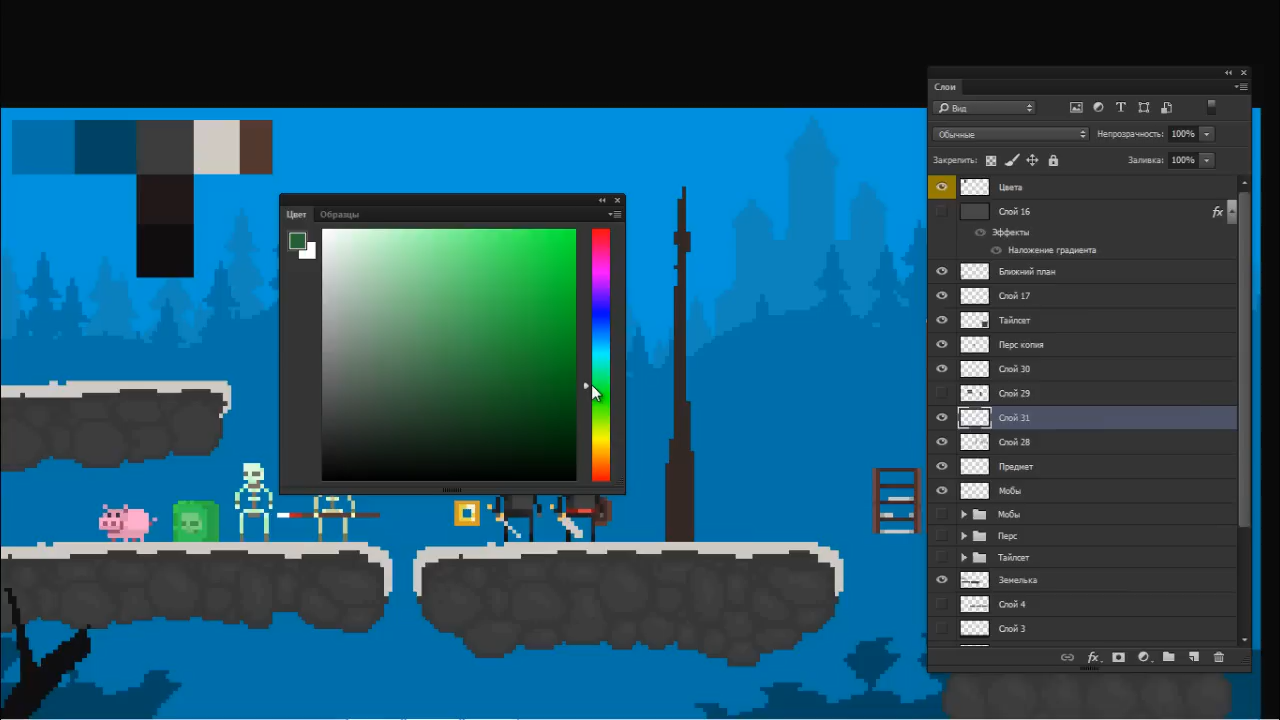 Слои
Вид
Обычные
Непрозрачность: 100%
Закрепить:
Заливка: 100%
Цвета
Слой 16
fx
Эффекты
Наложение градиента
Ближний план
Слой 17
Тайлсет
Перс копия
Слой 30
Слой 29
Слой 31
Слой 28
Предмет
Мобы
Мобы
Перс
Тайлсет
Земелька
Слой 4
Слой 3
fx
Цвет
Образцы